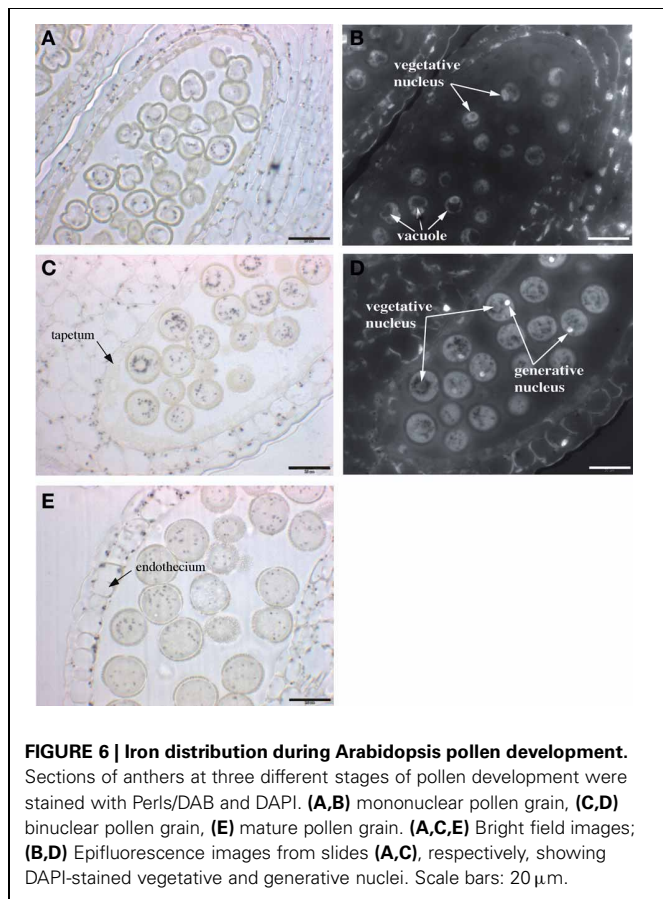 A
B
vegetative
nucleus
vacuole
C
D
tapetum
vegetative
nucleus
generative
nucleus
E
endothecium
FIGURE 6 | Iron distribution during Arabidopsis pollen development.
Sections of anthers at three different stages of pollen development were
stained with Perls/DAB and DAPI. (A,B) mononuclear pollen grain, (C,D)
binuclear pollen grain, (E) mature pollen grain. (A,C,E) Bright field images;
(B,D) Epifluorescence images from slides (A,C), respectively, showing
DAPI-stained vegetative and generative nuclei. Scale bars: 20 μm.